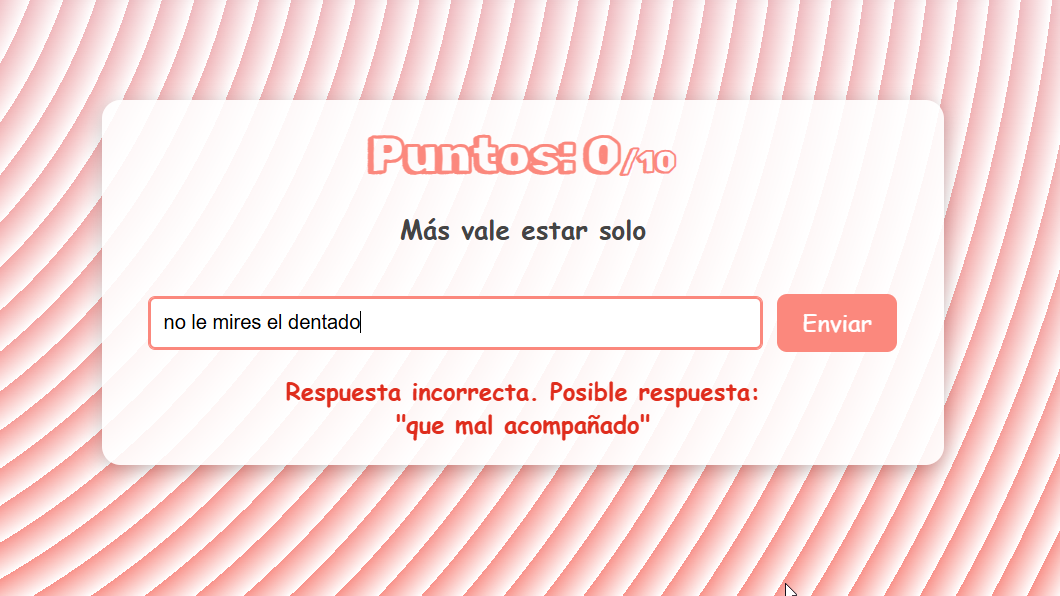 Puntos: 0/10
Más vale estar solo
no le mires el dentado
Enviar
Respuesta incorrecta. Posible respuesta:
"que mal acompañado"